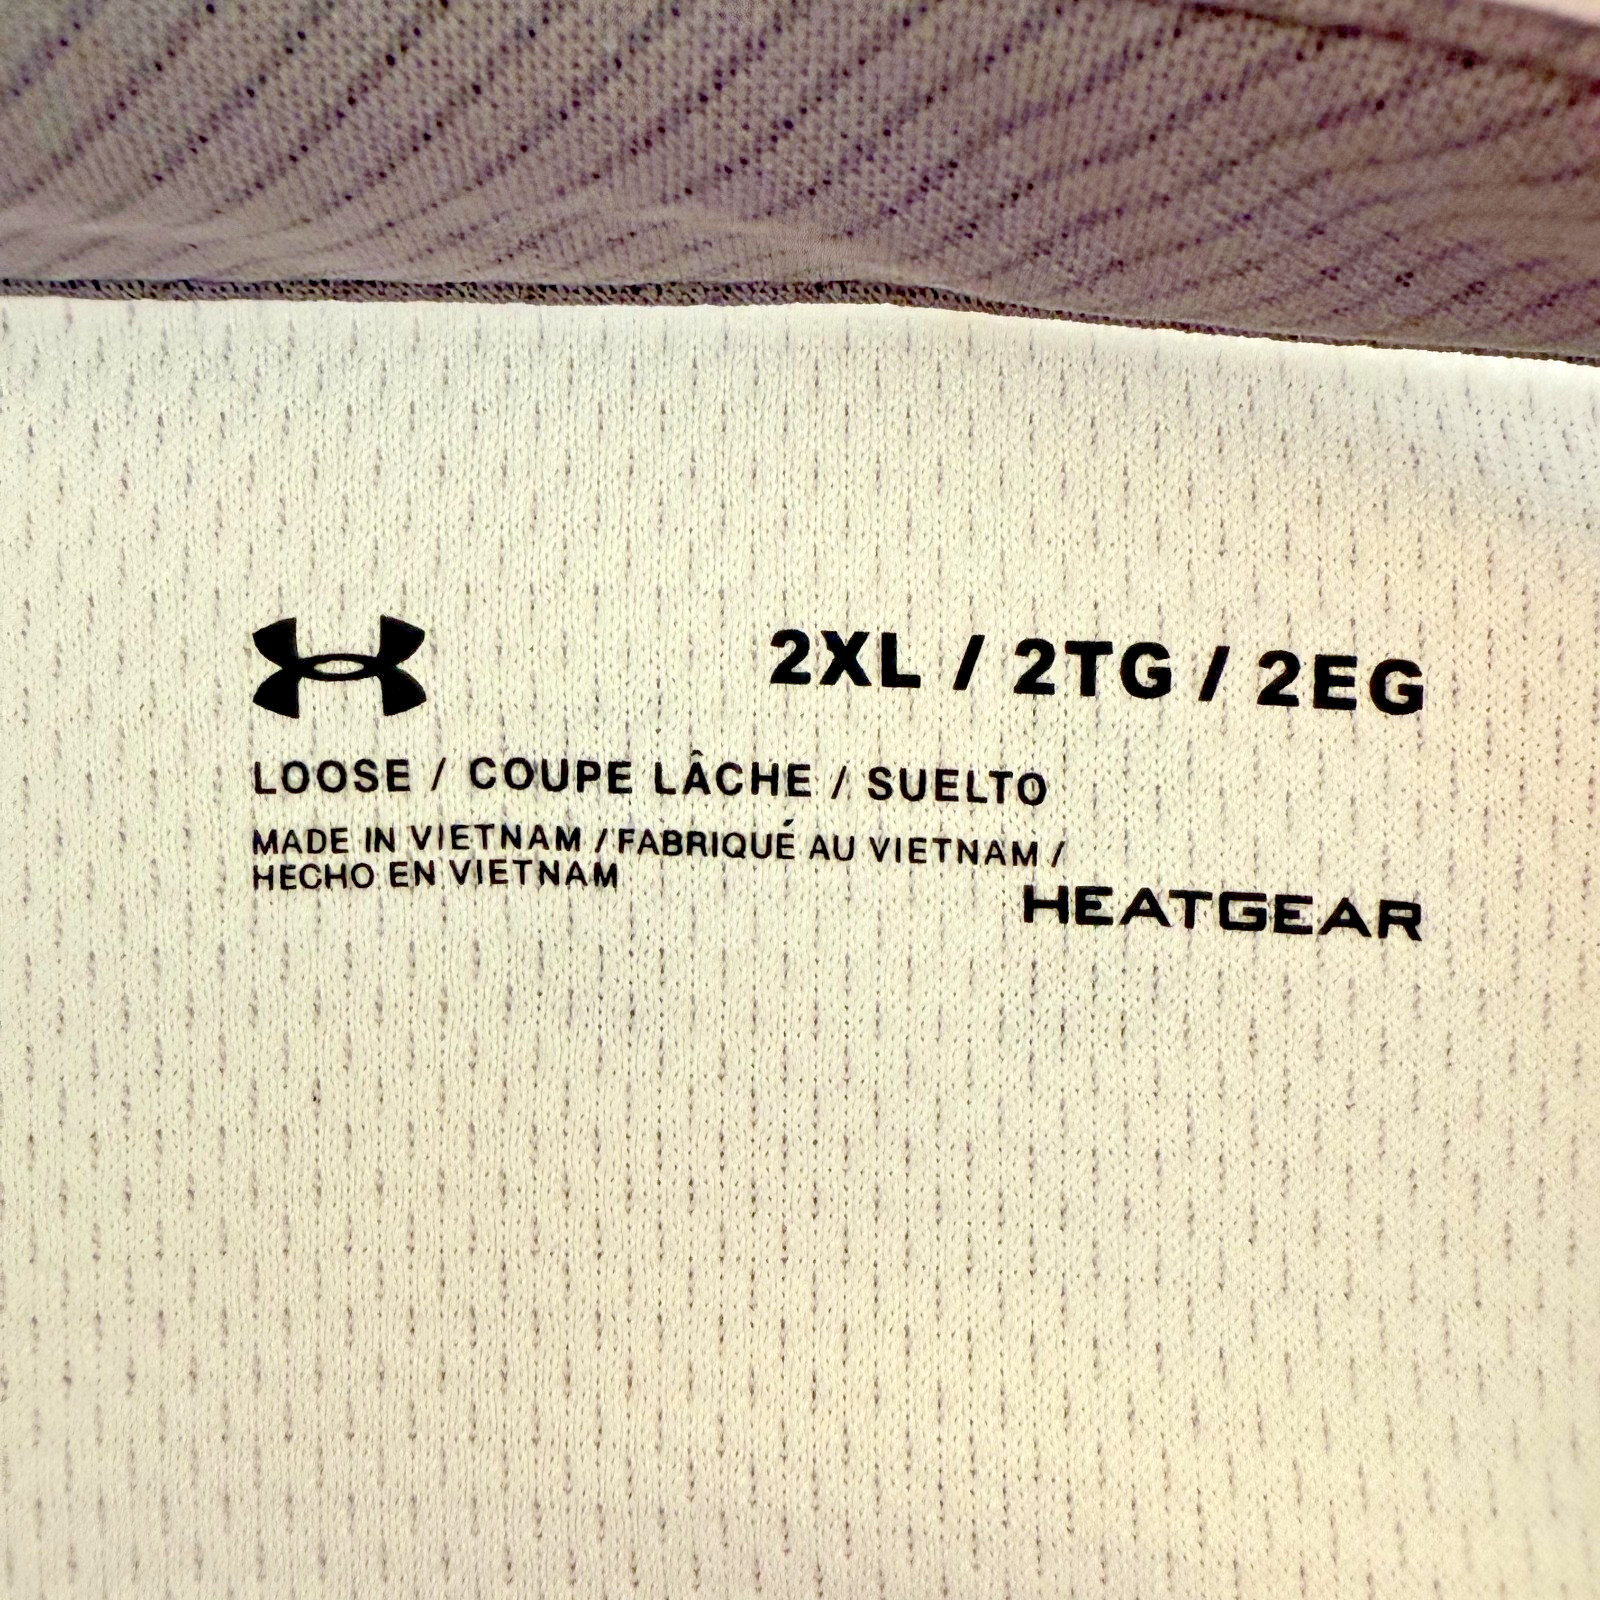 2XL / 2TG / 2EG
LOOSE / COUPE LÂCHE / SUELTO
MADE IN VIETNAM / FABRIQUÉ AU VIETNAM /
HECHO EN VIETNAM
HEATGEAR